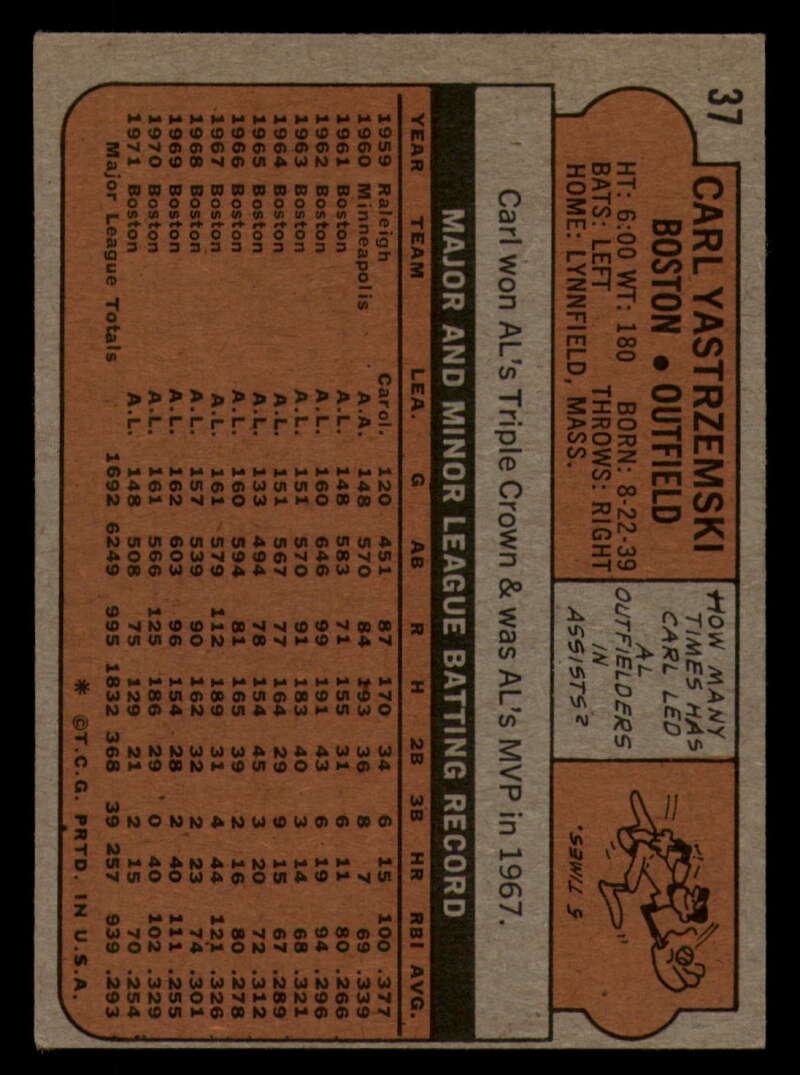 37
CARL YASTRZEMSKI
BOSTON • OUTFIELD
HT: 6:00 WT: 180 BORN: 8-22-39
BATS: LEFT THROWS: RIGHT
HOME: LYNNFIELD, MASS.
HOW MANY
TIMES HAS
CARL LED
AL
OUTFIELDERS
IN
ASSISTS?
5 TIMES.
Carl won AL's Triple Crown & was AL's MVP in 1967.
MAJOR AND MINOR LEAGUE BATTING RECORD
YEAR TEAM LEA. G AB R H 2B 3B HR RBI AVG.
1959 Raleigh Carol. 120 451 87 170 34 6 15 100 .377
1960 Minneapolis A.A. 148 570 84 193 36 8 7 69 .339
1961 Boston A.L. 148 583 71 155 31 6 11 80 .266
1962 Boston A.L. 160 646 99 191 43 6 19 94 .296
1963 Boston A.L. 151 570 91 183 40 3 14 68 .321
1964 Boston A.L. 151 567 77 164 29 9 15 67 .289
1965 Boston A.L. 133 494 78 154 45 3 20 72 .312
1966 Boston A.L. 160 594 81 165 39 2 16 80 .278
1967 Boston A.L. 161 579 112 189 31 4 44 121 .326
1968 Boston A.L. 157 539 90 162 32 2 23 74 .301
1969 Boston A.L. 162 603 96 154 28 2 40 111 .255
1970 Boston A.L. 161 566 125 186 29 0 40 102 .329
1971 Boston A.L. 148 508 75 129 21 2 15 70 .254
Major League Totals 1692 6249 995 1832 368 39 257 939 .293
* ©T.C.G. PRTD. IN U.S.A.